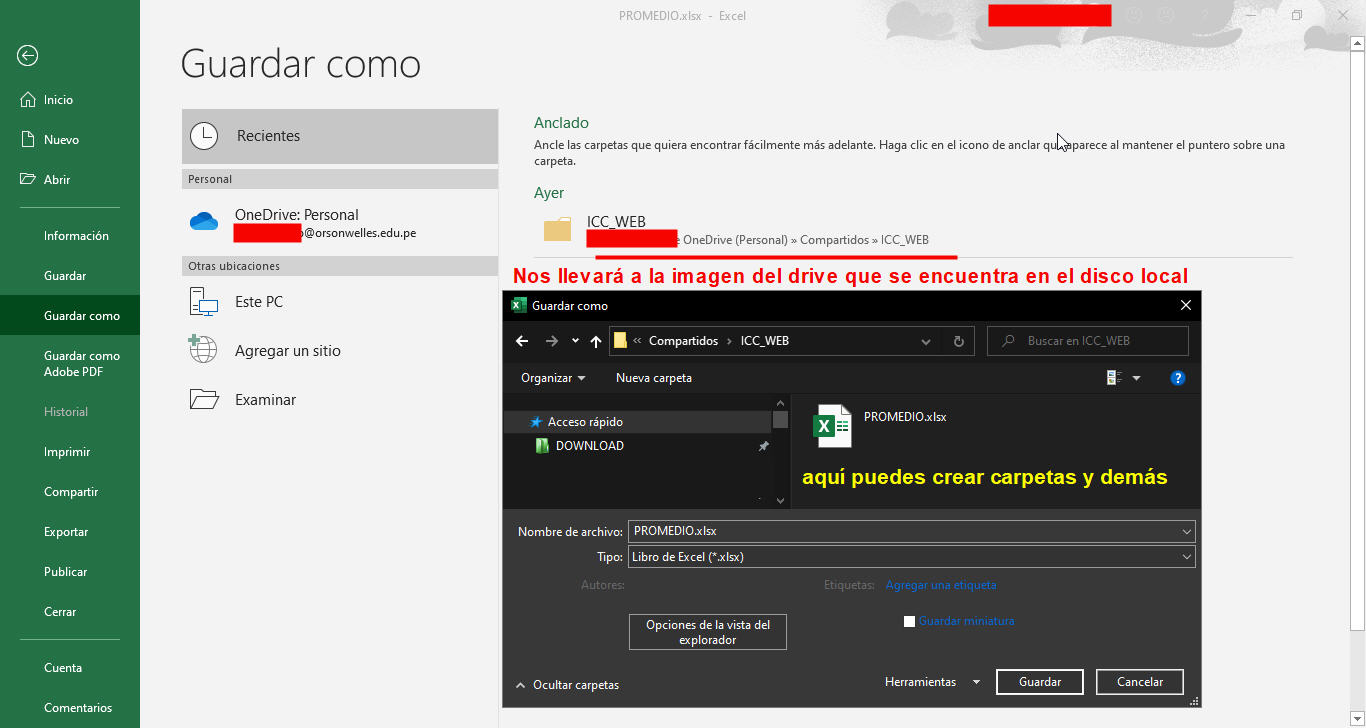 PROMEDIO.xlsx - Excel
Guardar como
Inicio
Nuevo
Abrir
Información
Guardar
Guardar como
Guardar como
Adobe PDF
Historial
Imprimir
Compartir
Exportar
Publicar
Cerrar
Cuenta
Comentarios
Recientes
Personal
OneDrive: Personal
@orsonwelles.edu.pe
Otras ubicaciones
Este PC
Agregar un sitio
Examinar
Anclado
Ancle las carpetas que quiera encontrar fácilmente más adelante. Haga clic en el icono de anclar que aparece al mantener el puntero sobre una
carpeta.
Ayer
ICC_WEB
OneDrive (Personal) » Compartidos » ICC_WEB
Nos llevará a la imagen del drive que se encuentra en el disco local
Guardar como
« Compartidos › ICC_WEB
Buscar en ICC_WEB
Organizar
Nueva carpeta
Acceso rápido
DOWNLOAD
PROMEDIO.xlsx
aquí puedes crear carpetas y demás
Nombre de archivo: PROMEDIO.xlsx
Tipo: Libro de Excel (*.xlsx)
Autores:
Etiquetas: Agregar una etiqueta
Opciones de la vista del
explorador
Guardar miniatura
Ocultar carpetas
Herramientas
Guardar
Cancelar